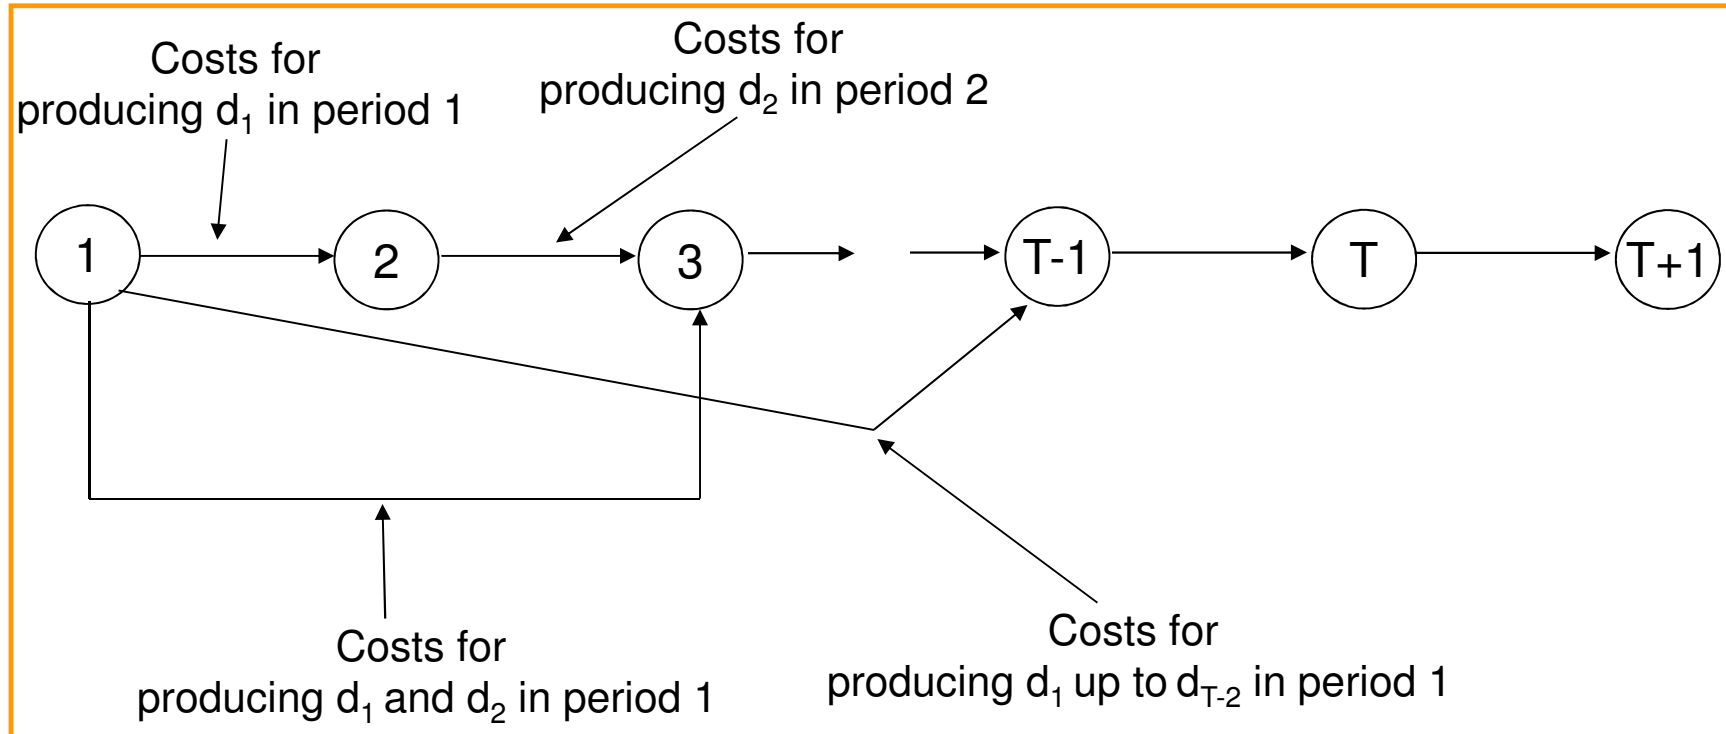 Costs for
producing d₁ in period 1
Costs for
producing d₂ in period 2
1
2
3
T-1
T
T+1
Costs for
producing d₁ and d₂ in period 1
Costs for
producing d₁ up to d_T-2 in period 1